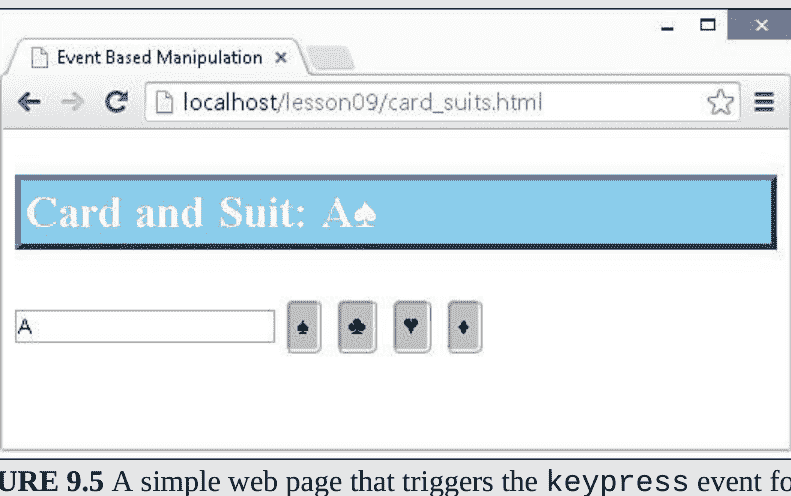 Event Based Manipulation
localhost/lesson09/card_suits.html
Card and Suit: A♠
A ♠ ♣ ♥ ♦
URE 9.5 A simple web page that triggers the keypress event fo